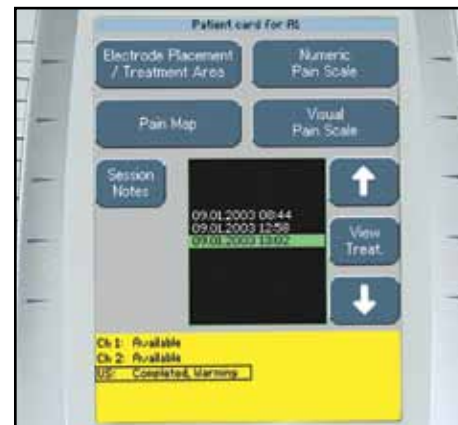 Patient card for A1
Electrode Placement
/ Treatment Area
Numeric
Pain Scale
Pain Map
Visual
Pain Scale
Session
Notes
09.01.2003 08:44
09.01.2003 12:58
09.01.2003 13:02
View
Treat.
Ch 1: Available
Ch 2: Available
US: Completed, Warning